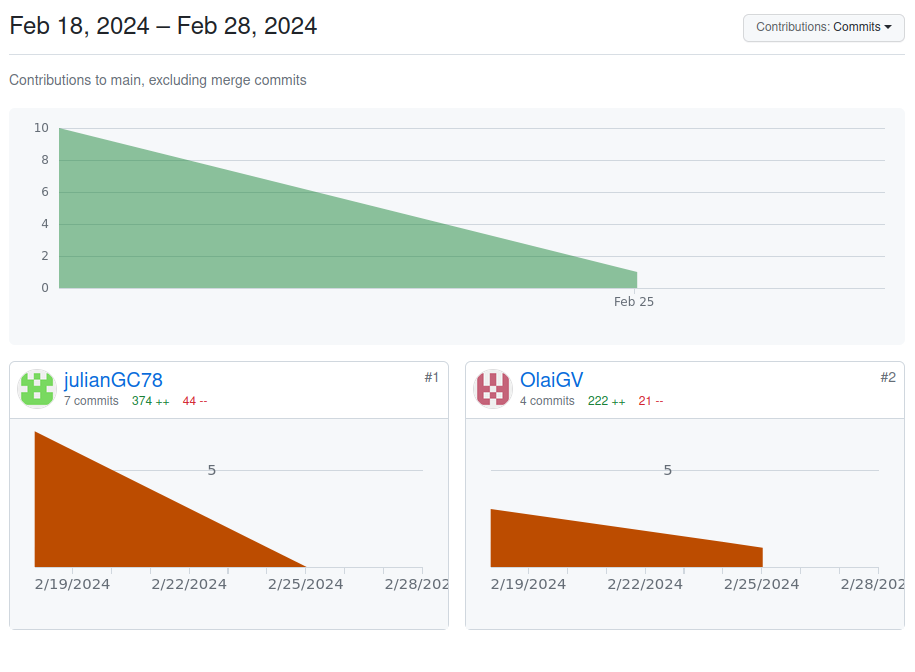 Feb 18, 2024 – Feb 28, 2024
Contributions: Commits
Contributions to main, excluding merge commits
10
8
6
4
2
0
Feb 25
julianGC78
#1
7 commits 374 ++ 44 --
5
2/19/2024 2/22/2024 2/25/2024 2/28/202
OlaiGV
#2
4 commits 222 ++ 21 --
5
2/19/2024 2/22/2024 2/25/2024 2/28/202